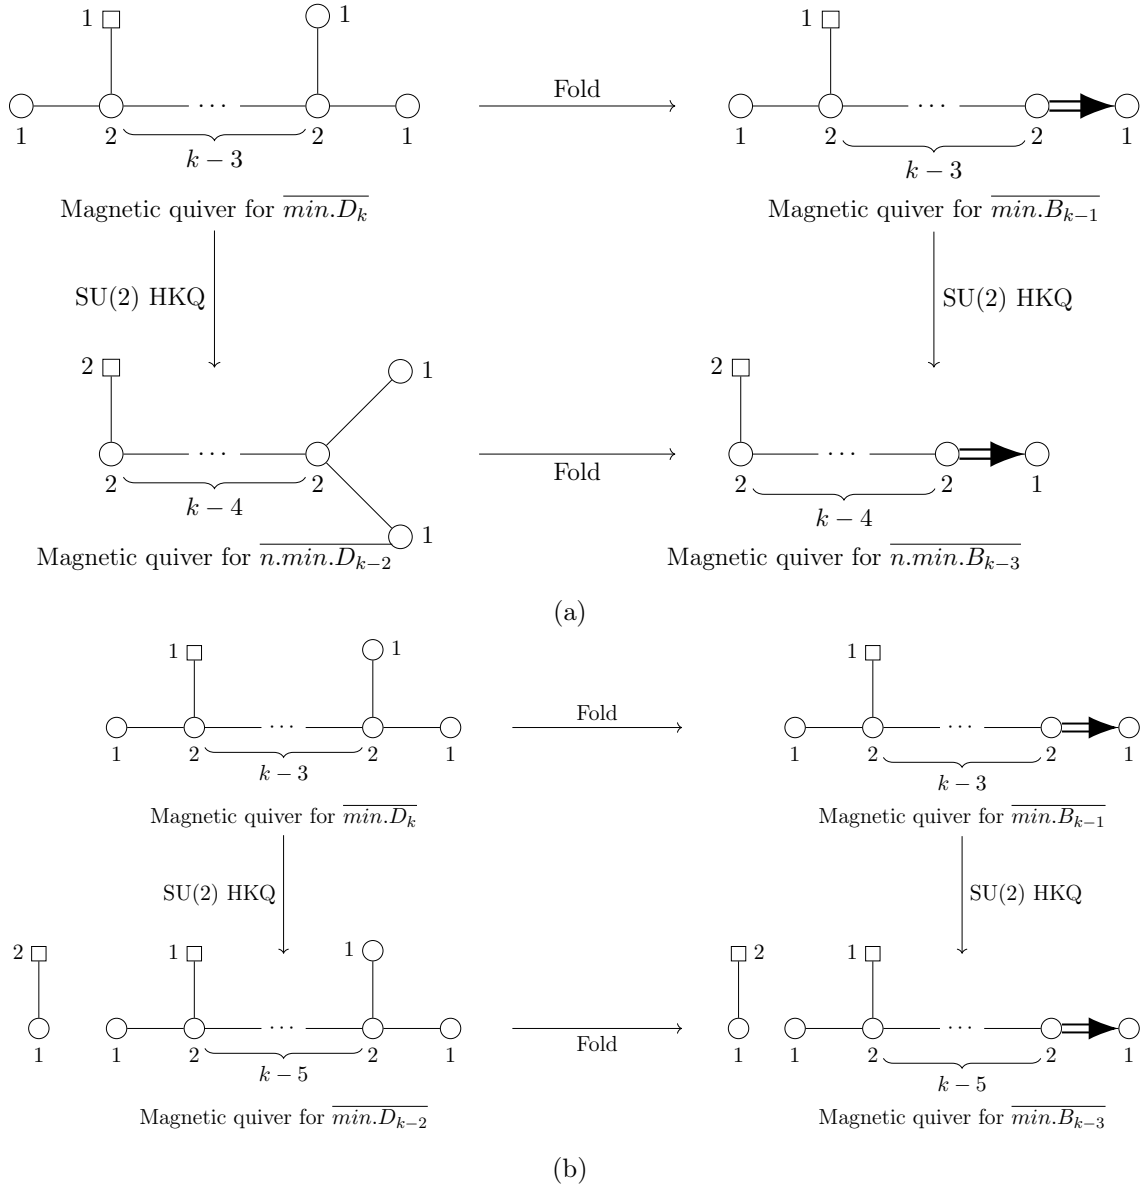 1 1
Fold
1
1 2 2 1
k − 3
1 2 2 1
k − 3
Magnetic quiver for min.D_k
Magnetic quiver for min.B_{k−1}
SU(2) HKQ
SU(2) HKQ
2 1
2
⋯
Fold
⋯
2 2
k − 4
1
2 2 1
k − 4
Magnetic quiver for n.min.D_{k−2}
Magnetic quiver for n.min.B_{k−3}
(a)
1 1
Fold
1
1 2 2 1
k − 3
1 2 2 1
k − 3
Magnetic quiver for min.D_k
Magnetic quiver for min.B_{k−1}
SU(2) HKQ
SU(2) HKQ
2 1 1
2 1
Fold
1 1 2 2 1
k − 5
1 1 2 2 1
k − 5
Magnetic quiver for min.D_{k−2}
Magnetic quiver for min.B_{k−3}
(b)